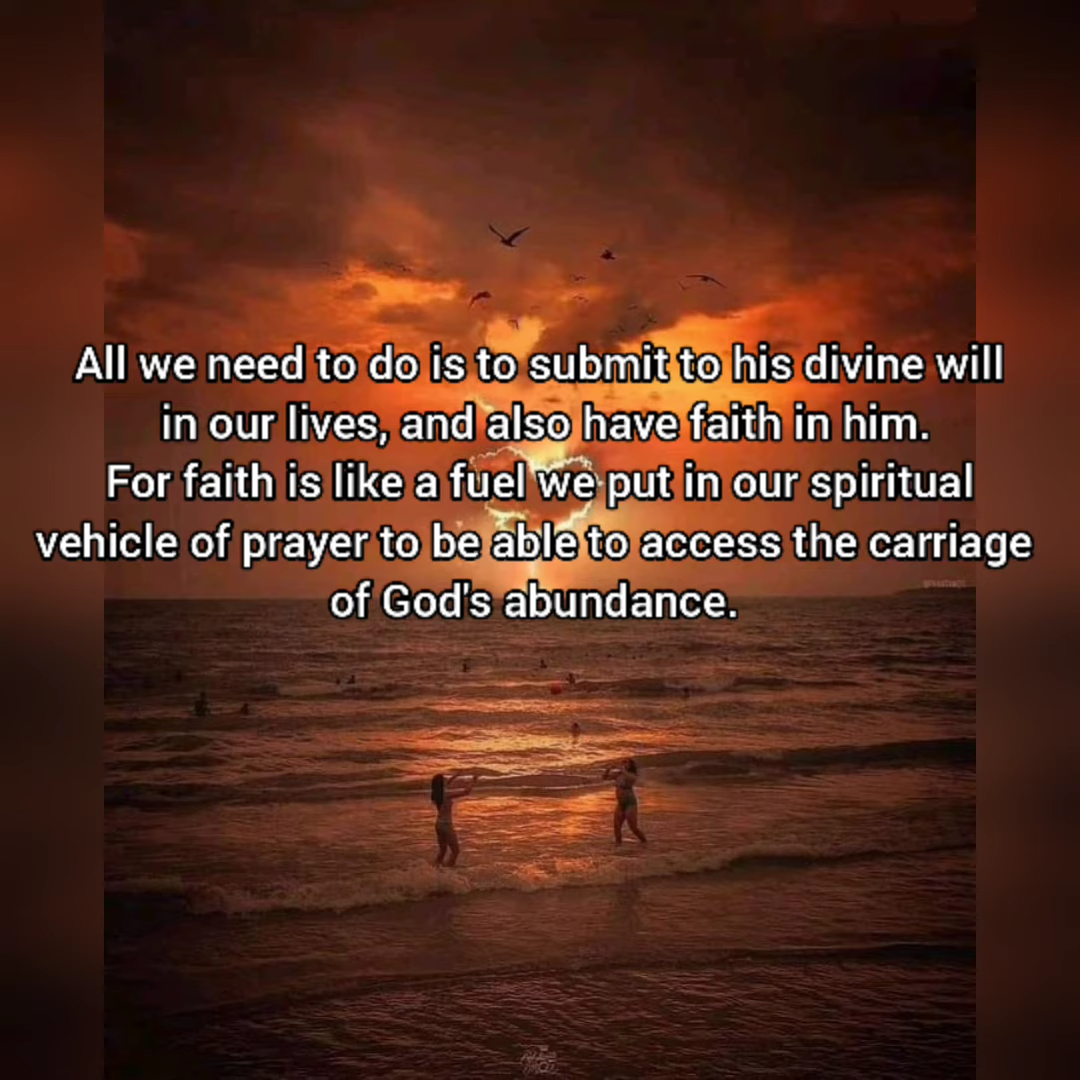 All we need to do is to submit to his divine will
in our lives, and also have faith in him.
For faith is like a fuel we put in our spiritual
vehicle of prayer to be able to access the carriage
of God's abundance.